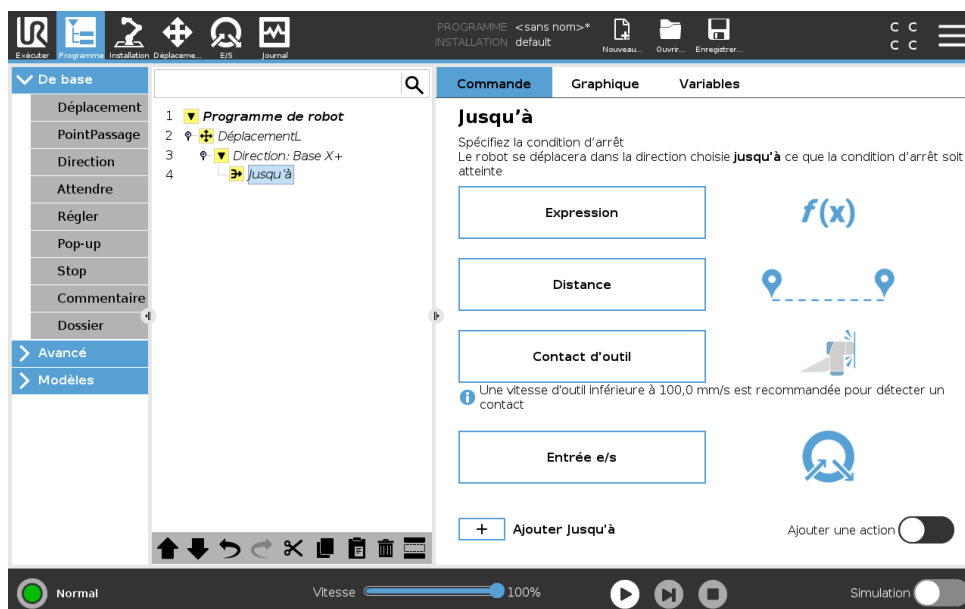 UR
PROGRAMME <sans nom>*
INSTALLATION default
Exécuter Programme Installation Déplaceme... E/S Journal
Nouveau... Ouvrir... Enregistrer...
C C
C C
De base
Déplacement
PointPassage
Direction
Attendre
Régler
Pop-up
Stop
Commentaire
Dossier
Avancé
Modèles
1 Programme de robot
2 DéplacementL
3 Direction: Base X+
4 Jusqu'à
Commande Graphique Variables
Jusqu'à
Spécifiez la condition d'arrêt
Le robot se déplacera dans la direction choisie jusqu'à ce que la condition d'arrêt soit
atteinte
Expression
f(x)
Distance
Contact d'outil
Une vitesse d'outil inférieure à 100,0 mm/s est recommandée pour détecter un
contact
Entrée e/s
+ Ajouter Jusqu'à
Ajouter une action
Normal
Vitesse 100%
Simulation